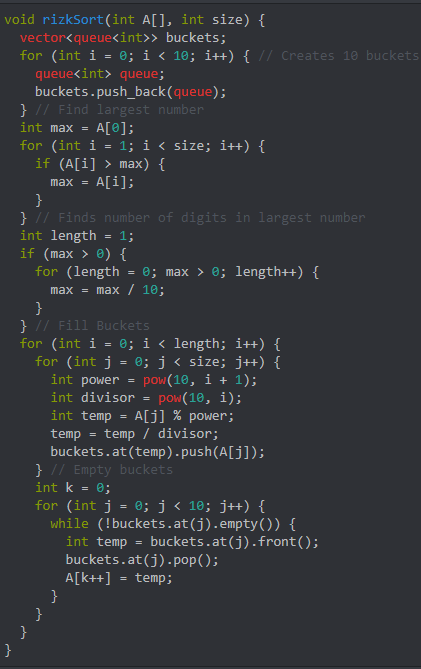 void rizkSort(int A[], int size) {
  vector<queue<int>> buckets;
  for (int i = 0; i < 10; i++) { // Creates 10 buckets
    queue<int> queue;
    buckets.push_back(queue);
  } // Find largest number
  int max = A[0];
  for (int i = 1; i < size; i++) {
    if (A[i] > max) {
      max = A[i];
    }
  } // Finds number of digits in largest number
  int length = 1;
  if (max > 0) {
    for (length = 0; max > 0; length++) {
      max = max / 10;
    }
  } // Fill Buckets
  for (int i = 0; i < length; i++) {
    for (int j = 0; j < size; j++) {
      int power = pow(10, i + 1);
      int divisor = pow(10, i);
      int temp = A[j] % power;
      temp = temp / divisor;
      buckets.at(temp).push(A[j]);
    } // Empty buckets
    int k = 0;
    for (int j = 0; j < 10; j++) {
      while (!buckets.at(j).empty()) {
        int temp = buckets.at(j).front();
        buckets.at(j).pop();
        A[k++] = temp;
      }
    }
  }
}